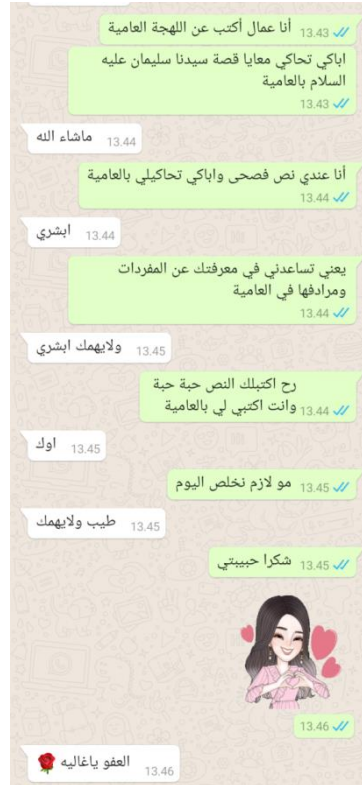 أنا عمال أكتب عن اللهجة العامية
13.43
اباكي تحاكي معايا قصة سيدنا سليمان عليه
السلام بالعامية
13.43
ماشاء الله
13.44
أنا عندي نص فصحى واباكي تحاكيلي بالعامية
13.44
ابشري
13.44
يعني تساعدني في معرفتك عن المفردات
ومرادفها في العامية
13.44
ولايهمك ابشري
13.45
رح اكتبلك النص حبة حبة
وانت اكتبي لي بالعامية
13.44
اوك
13.45
مو لازم نخلص اليوم
13.45
طيب ولايهمك
13.45
شكرا حبيبتي
13.45
13.46
العفو ياغاليه 🌹
13.46